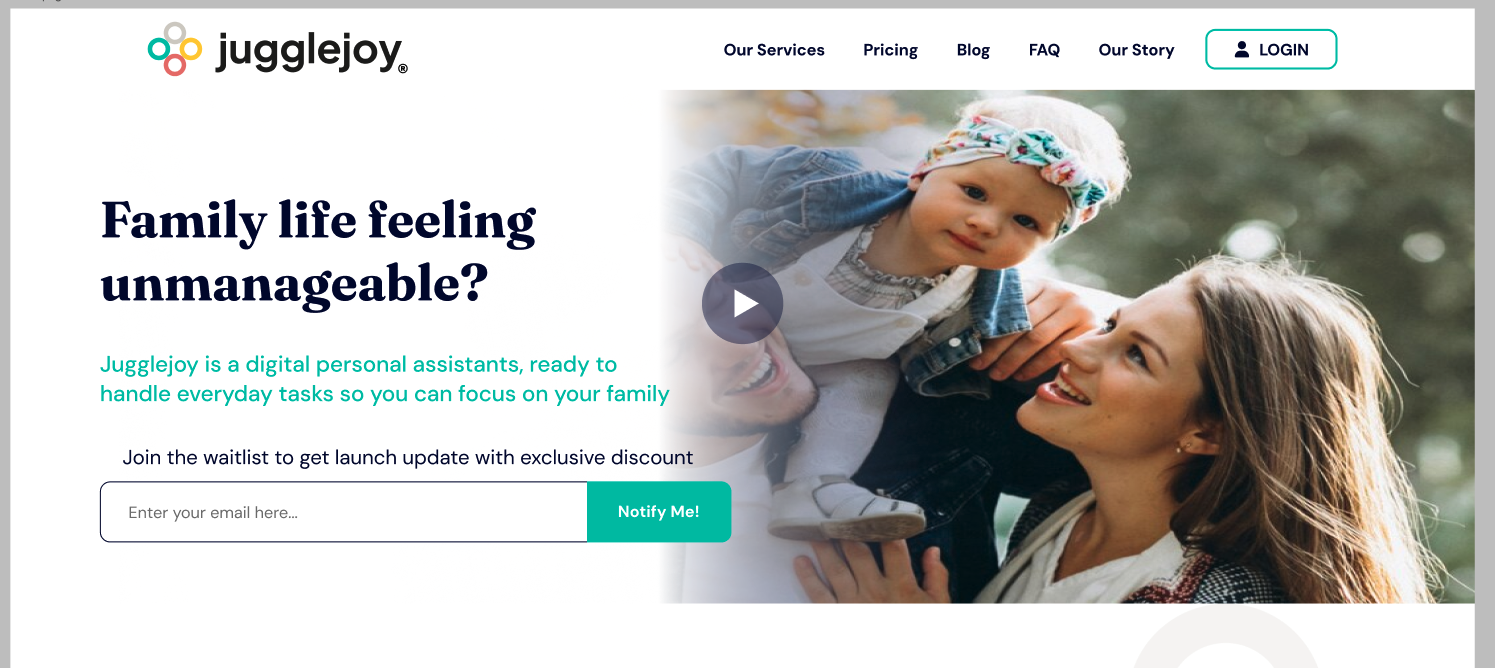 jugglejoy®
Our Services Pricing Blog FAQ Our Story LOGIN
Family life feeling
unmanageable?
Jugglejoy is a digital personal assistants, ready to
handle everyday tasks so you can focus on your family
Join the waitlist to get launch update with exclusive discount
Enter your email here...
Notify Me!